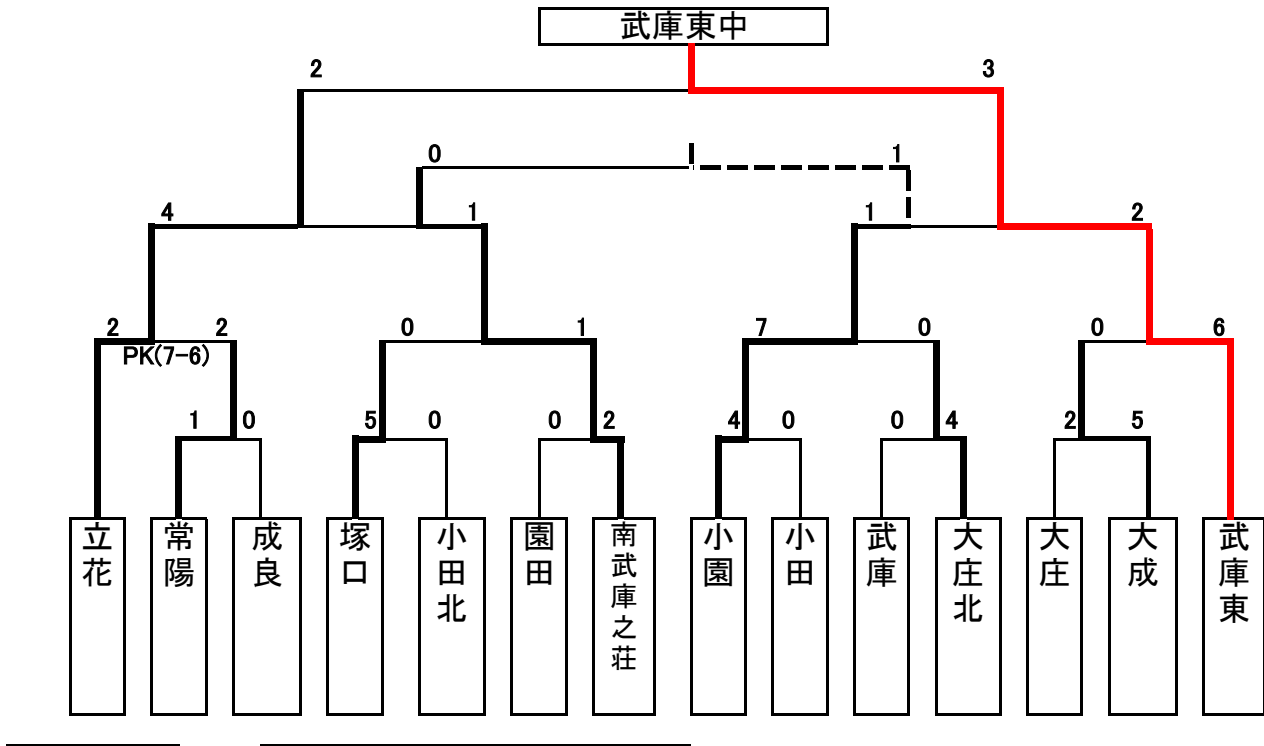 武庫東中
2 3
0 1
4 1 1 2
2 2 0 1 7 0 0 6
PK(7-6)
1 0 5 0 0 2 4 0 0 4 2 5
立花
常陽
成良
塚口
小田北
園田
南武庫之荘
小園
小田
武庫
大庄北
大庄
大成
武庫東